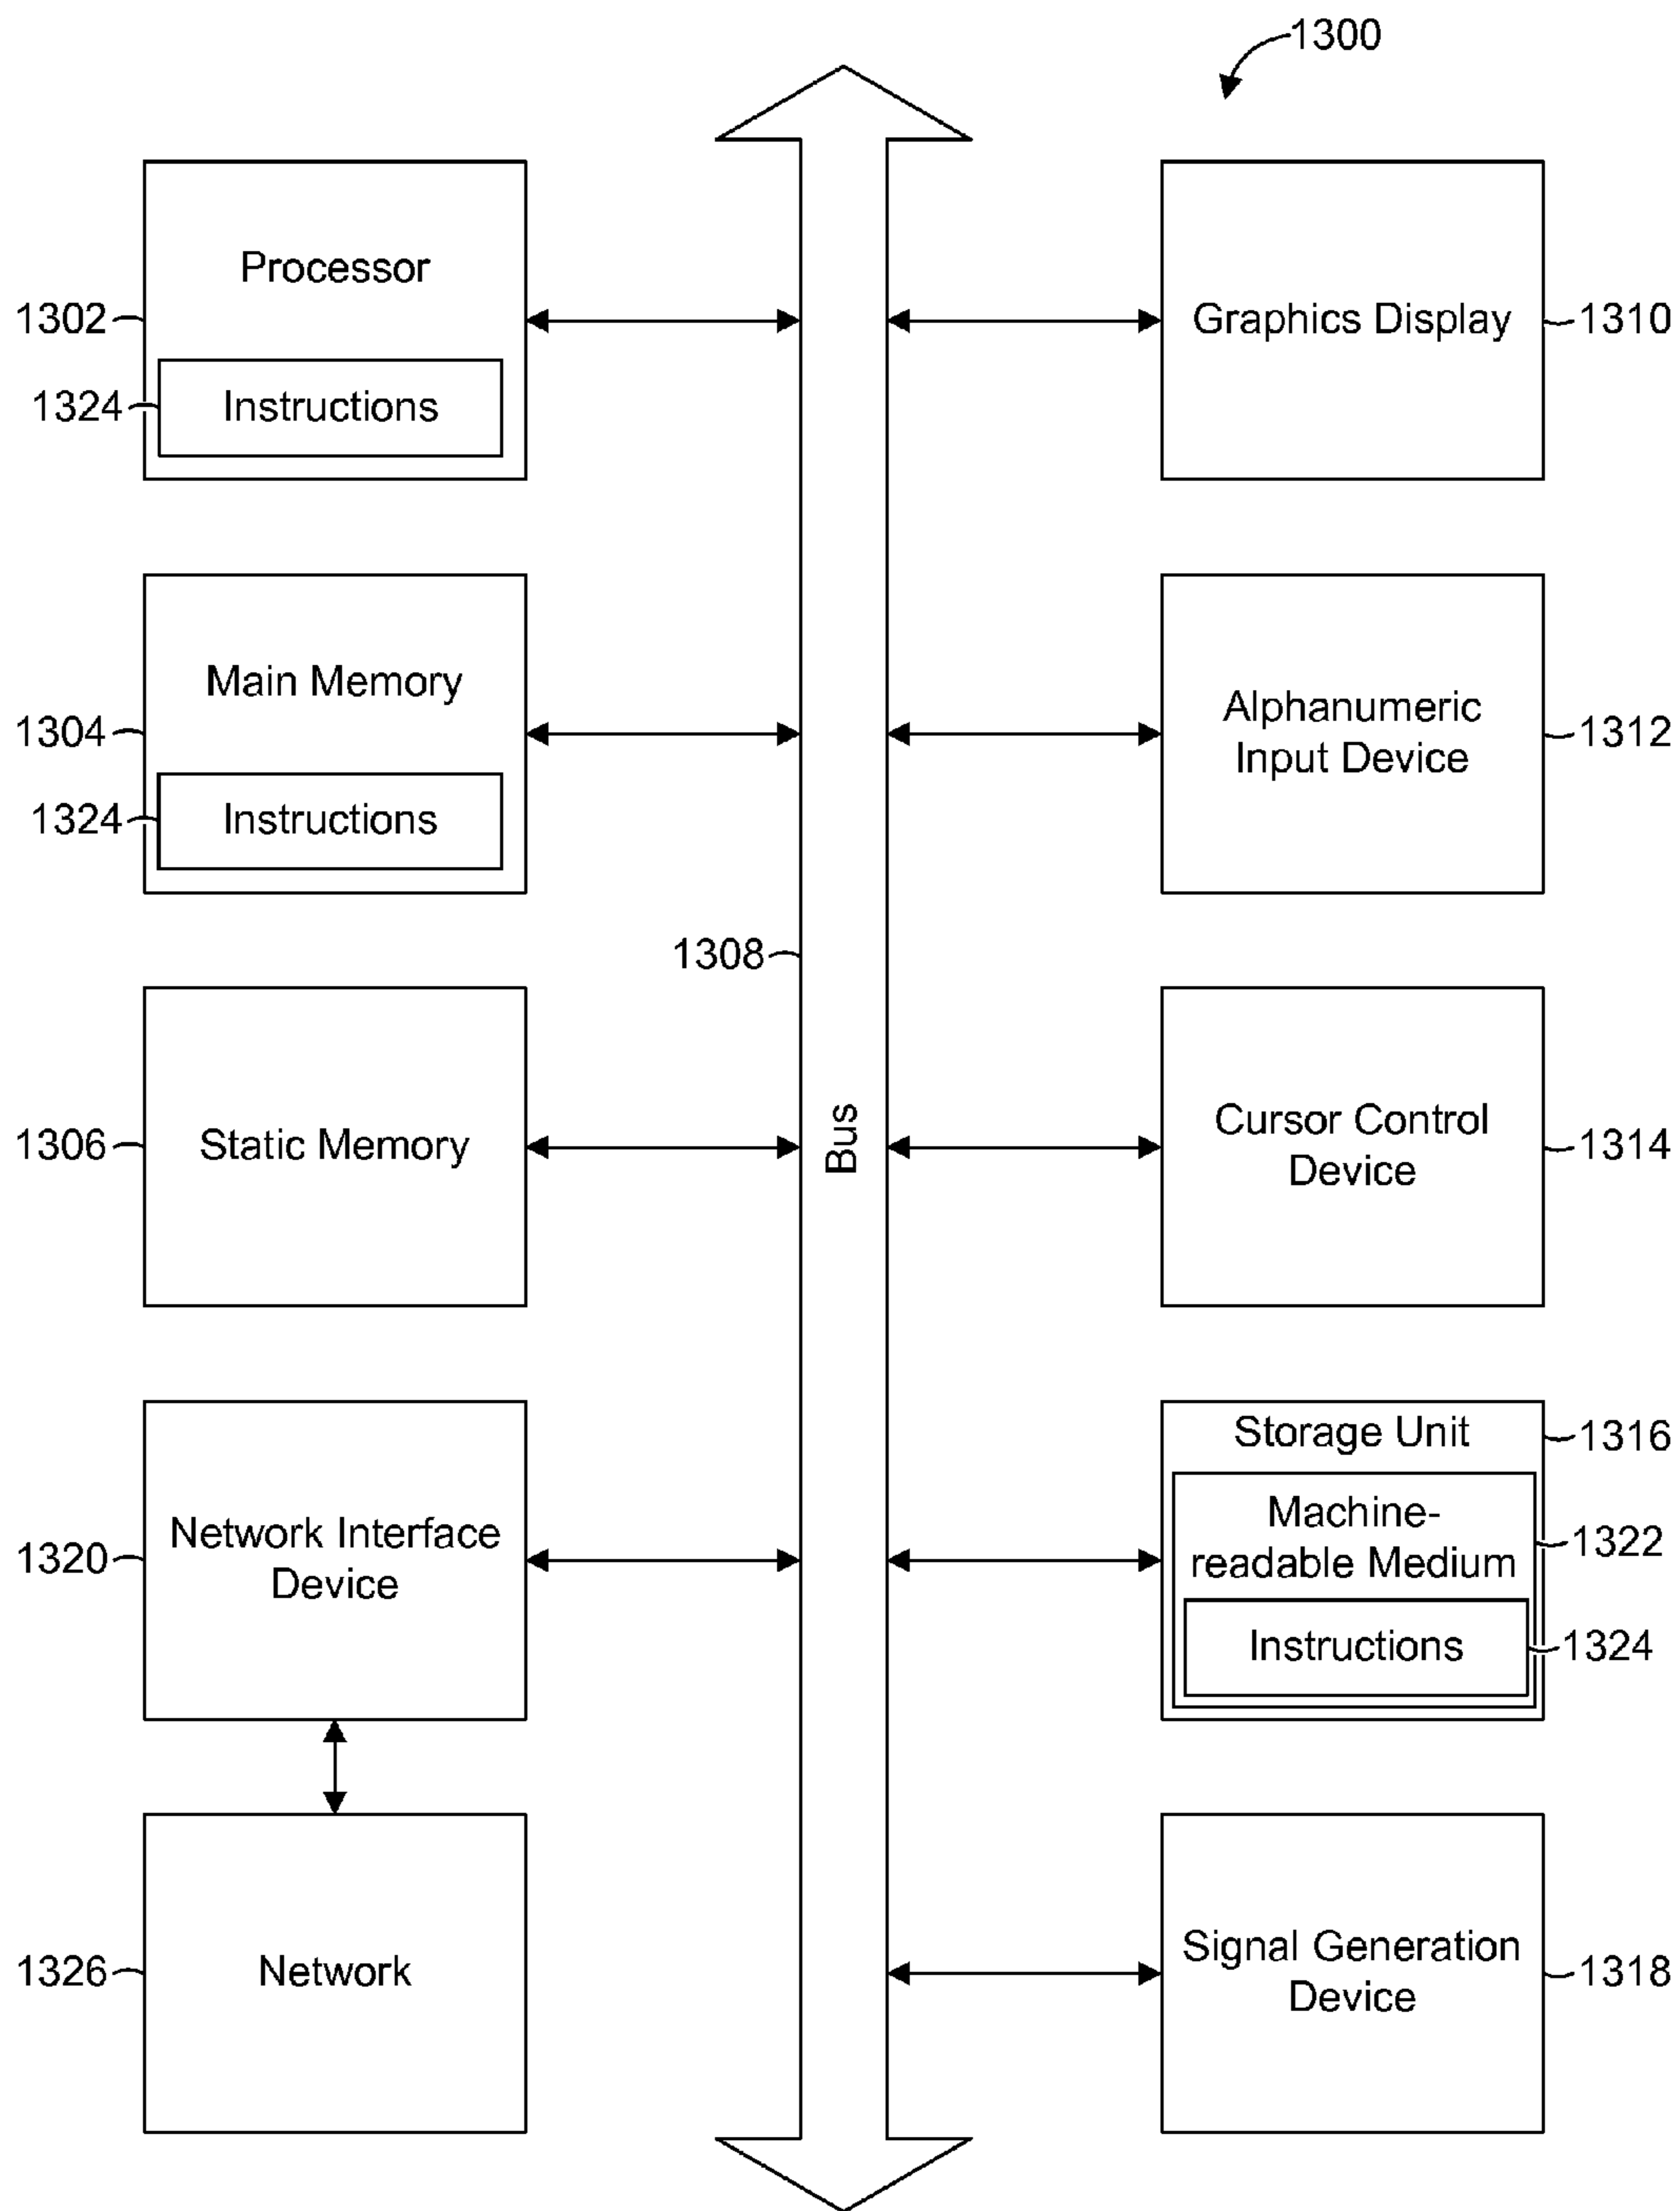 1300
Processor
1302
1324
Instructions
Graphics Display
1310
Main Memory
1304
1324
Instructions
Alphanumeric
Input Device
1312
1308
Bus
Static Memory
1306
Cursor Control
Device
1314
Network Interface
Device
1320
Storage Unit
1316
Machine-
readable Medium
1322
Instructions
1324
Network
1326
Signal Generation
Device
1318